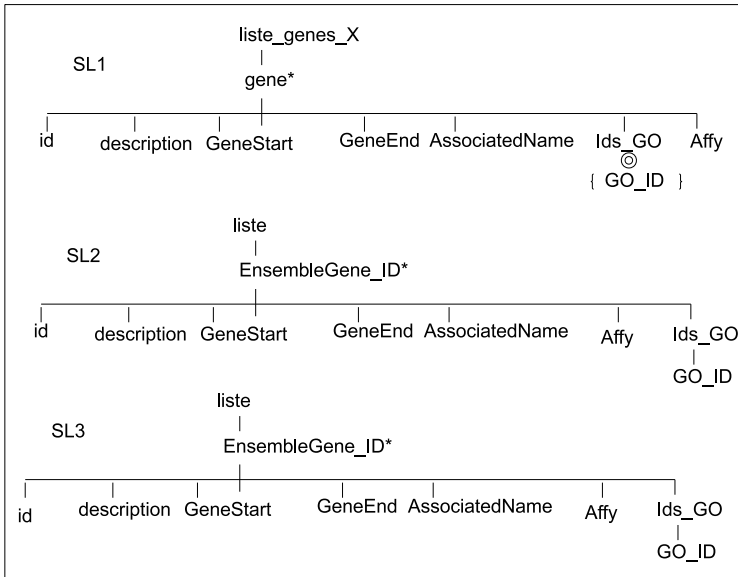 liste_genes_X
SL1
gene*
id description GeneStart GeneEnd AssociatedName Ids_GO Affy
{ GO_ID }
liste
SL2
EnsembleGene_ID*
id description GeneStart GeneEnd AssociatedName Affy Ids_GO
GO_ID
liste
SL3
EnsembleGene_ID*
id description GeneStart GeneEnd AssociatedName Affy Ids_GO
GO_ID